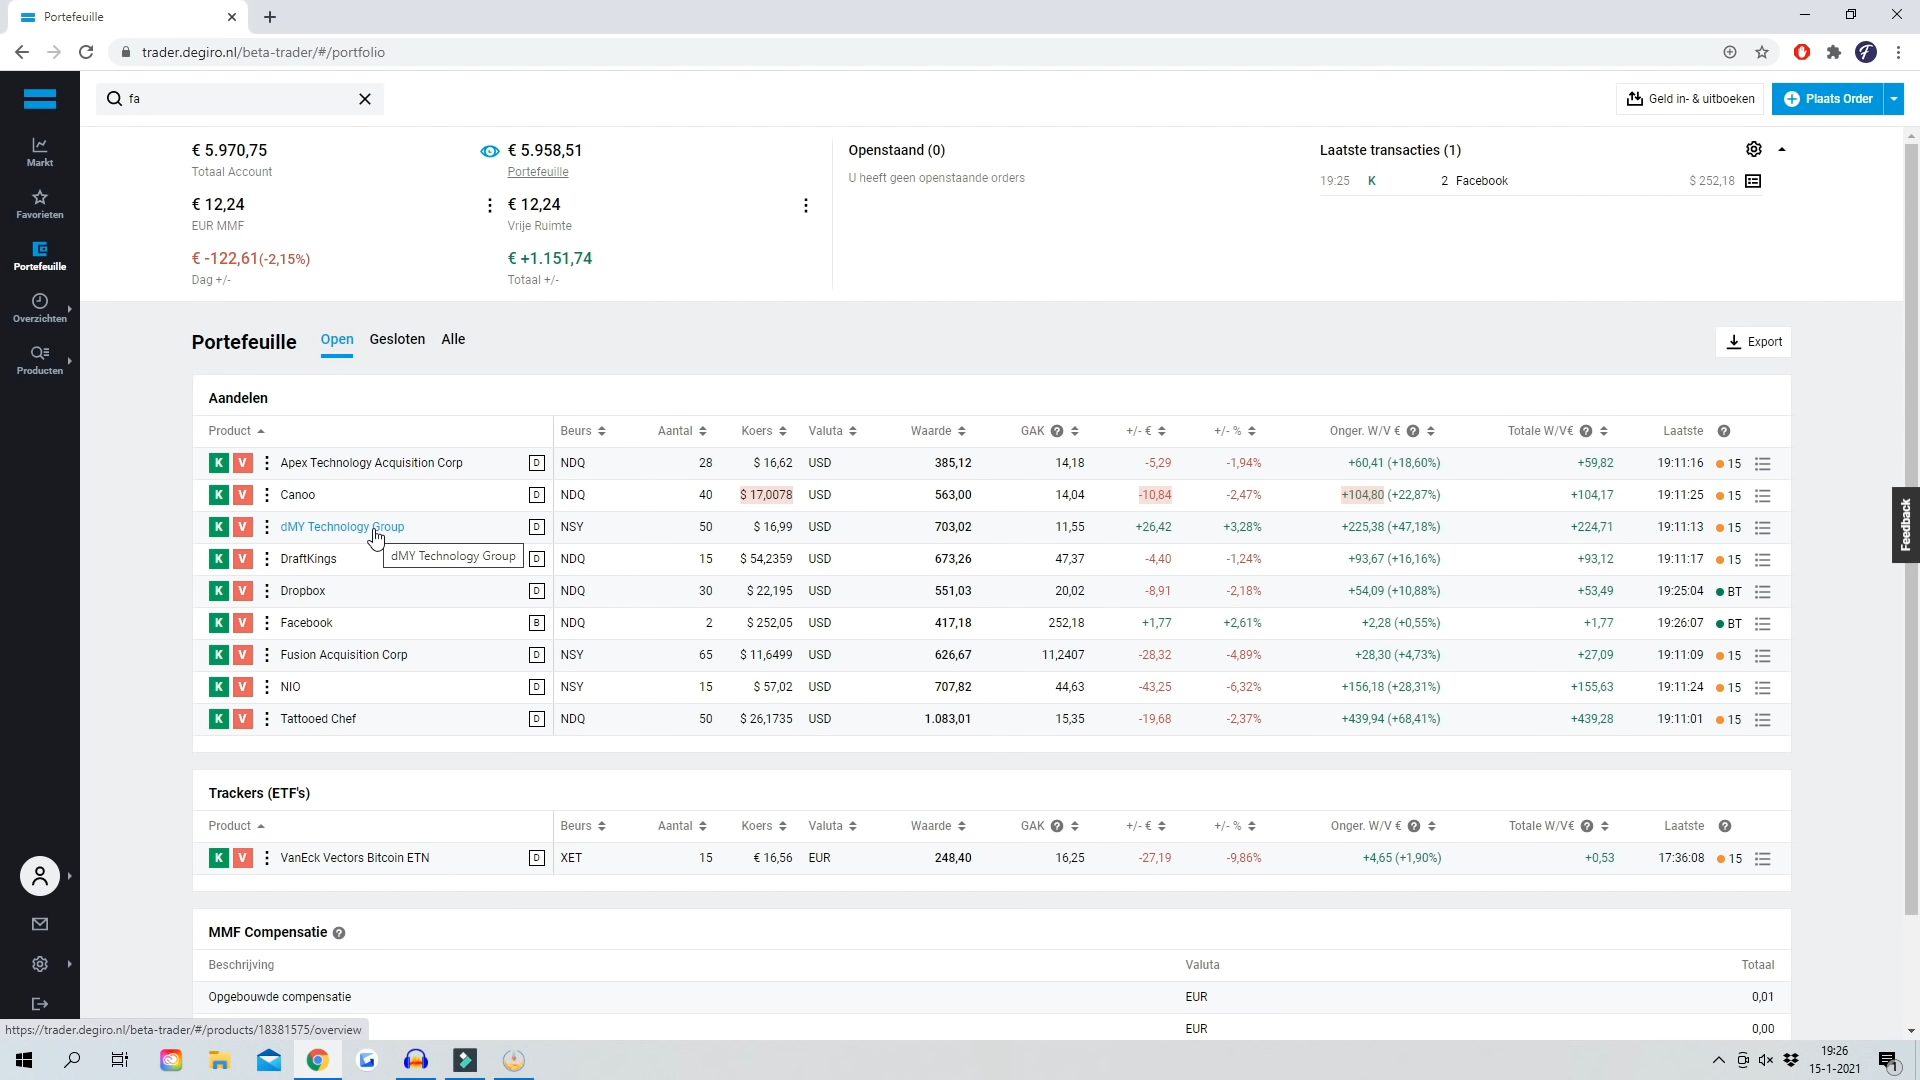 Portefeuille
trader.degiro.nl/beta-trader/#/portfolio
fa
Geld in- & uitboeken
Plaats Order
Markt
Favorieten
Portefeuille
Overzichten
Producten
€ 5.970,75
Totaal Account
€ 5.958,51
Portefeuille
€ 12,24
EUR MMF
€ 12,24
Vrije Ruimte
€ -122,61(-2,15%)
Dag +/-
€ +1.151,74
Totaal +/-
Openstaand (0)
U heeft geen openstaande orders
Laatste transacties (1)
19:25 K 2 Facebook $ 252,18
Portefeuille Open Gesloten Alle
Export
Aandelen
Product Beurs Aantal Koers Valuta Waarde GAK ? +/- € +/- % Onger. W/V € ? Totale W/V€ ? Laatste ?
K V Apex Technology Acquisition Corp D NDQ 28 $ 16,62 USD 385,12 14,18 -5,29 -1,94% +60,41 (+18,60%) +59,82 19:11:16 15
K V Canoo D NDQ 40 $ 17,0078 USD 563,00 14,04 -10,84 -2,47% +104,80 (+22,87%) +104,17 19:11:25 15
K V dMY Technology Group D NSY 50 $ 16,99 USD 703,02 11,55 +26,42 +3,28% +225,38 (+47,18%) +224,71 19:11:13 15
dMY Technology Group
K V DraftKings D NDQ 15 $ 54,2359 USD 673,26 47,37 -4,40 -1,24% +93,67 (+16,16%) +93,12 19:11:17 15
K V Dropbox D NDQ 30 $ 22,195 USD 551,03 20,02 -8,91 -2,18% +54,09 (+10,88%) +53,49 19:25:04 BT
K V Facebook B NDQ 2 $ 252,05 USD 417,18 252,18 +1,77 +2,61% +2,28 (+0,55%) +1,77 19:26:07 BT
K V Fusion Acquisition Corp D NSY 65 $ 11,6499 USD 626,67 11,2407 -28,32 -4,89% +28,30 (+4,73%) +27,09 19:11:09 15
K V NIO D NSY 15 $ 57,02 USD 707,82 44,63 -43,25 -6,32% +156,18 (+28,31%) +155,63 19:11:24 15
K V Tattooed Chef D NDQ 50 $ 26,1735 USD 1.083,01 15,35 -19,68 -2,37% +439,94 (+68,41%) +439,28 19:11:01 15
Feedback
Trackers (ETF's)
Product Beurs Aantal Koers Valuta Waarde GAK ? +/- € +/- % Onger. W/V € ? Totale W/V€ ? Laatste ?
K V VanEck Vectors Bitcoin ETN D XET 15 € 16,56 EUR 248,40 16,25 -27,19 -9,86% +4,65 (+1,90%) +0,53 17:36:08 15
MMF Compensatie ?
Beschrijving Valuta Totaal
Opgebouwde compensatie EUR 0,01
EUR 0,00
https://trader.degiro.nl/beta-trader/#/products/18381575/overview
19:26
15-1-2021
1